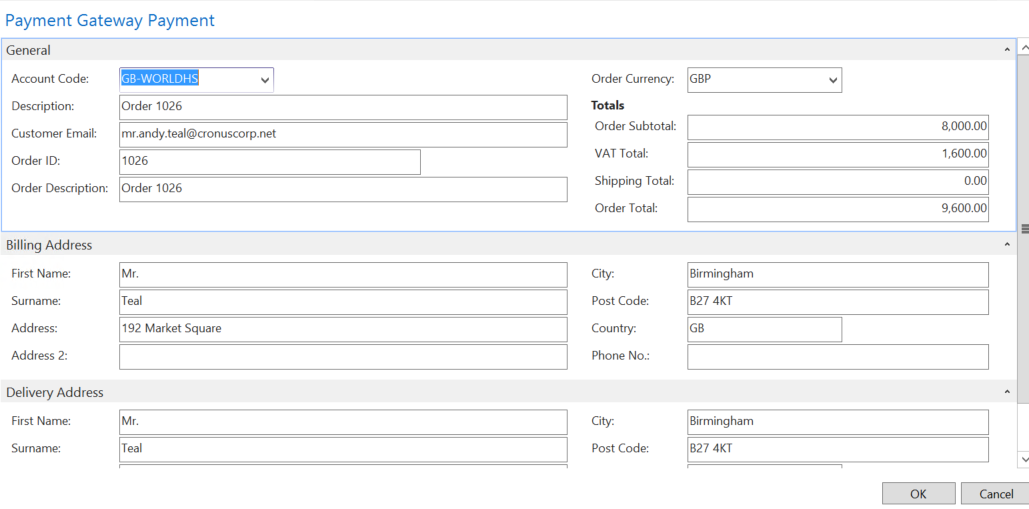 Payment Gateway Payment
General
Account Code: GB-WORLDHS Order Currency: GBP
Description: Order 1026 Totals
Customer Email: mr.andy.teal@cronuscorp.net Order Subtotal: 8,000.00
Order ID: 1026 VAT Total: 1,600.00
Order Description: Order 1026 Shipping Total: 0.00
Order Total: 9,600.00
Billing Address
First Name: Mr. City: Birmingham
Surname: Teal Post Code: B27 4KT
Address: 192 Market Square Country: GB
Address 2: Phone No.:
Delivery Address
First Name: Mr. City: Birmingham
Surname: Teal Post Code: B27 4KT
OK Cancel